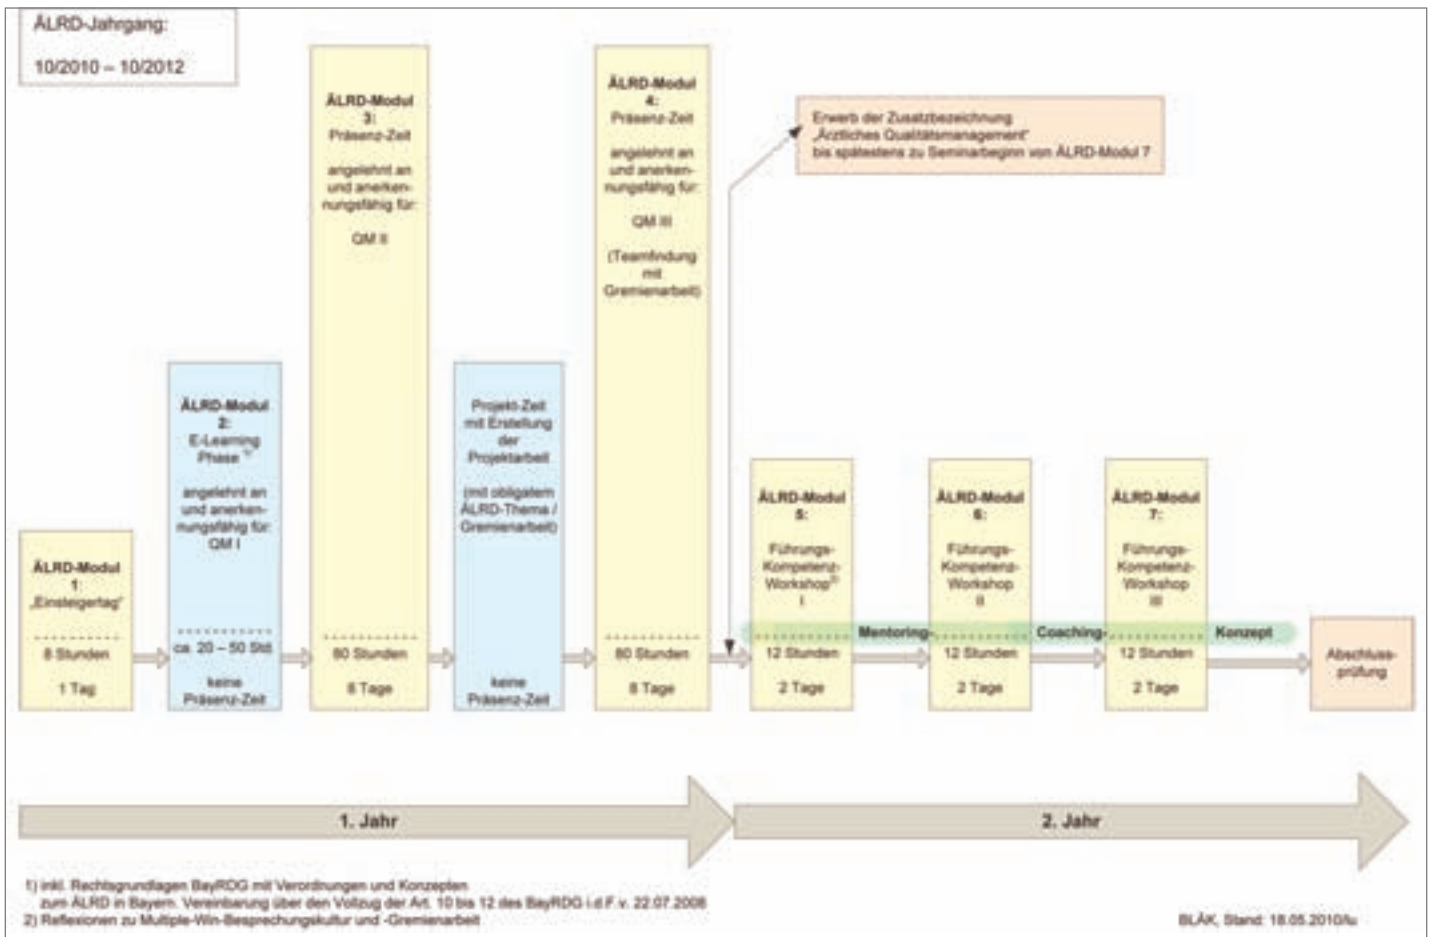 ÄLRD-Jahrgang:
10/2010 – 10/2012
ÄLRD-Modul
1:
„Einsteigertag"
8 Stunden
1 Tag
ÄLRD-Modul
2:
E-Learning
Phase 1)
angelehnt an
und anerken-
nungsfähig für:
QM I
ca. 20 – 50 Std.
keine
Präsenz-Zeit
ÄLRD-Modul
3:
Präsenz-Zeit
angelehnt an
und anerken-
nungsfähig für:
QM II
80 Stunden
8 Tage
Projekt-Zeit
mit Erstellung
der
Projektarbeit
(mit obligatem
ÄLRD-Thema /
Gremienarbeit)
keine
Präsenz-Zeit
ÄLRD-Modul
4:
Präsenz-Zeit
angelehnt an
und anerken-
nungsfähig für:
QM III
(Teamfindung
mit
Gremienarbeit)
80 Stunden
8 Tage
Erwerb der Zusatzbezeichnung
„Ärztliches Qualitätsmanagement"
bis spätestens zu Seminarbeginn von ÄLRD-Modul 7
ÄLRD-Modul
5:
Führungs-
Kompetenz-
Workshop 2)
I
12 Stunden
2 Tage
ÄLRD-Modul
6:
Führungs-
Kompetenz-
Workshop
II
12 Stunden
2 Tage
ÄLRD-Modul
7:
Führungs-
Kompetenz-
Workshop
III
12 Stunden
2 Tage
Mentoring- Coaching- Konzept
Abschluss-
prüfung
1. Jahr
2. Jahr
1) inkl. Rechtsgrundlagen BayRDG mit Verordnungen und Konzepten
zum ÄLRD in Bayern. Vereinbarung über den Vollzug der Art. 10 bis 12 des BayRDG i.d.F.v. 22.07.2008
2) Reflexionen zu Multiple-Win-Besprechungskultur und -Gremienarbeit
BLÄK, Stand: 18.05.2010/lu